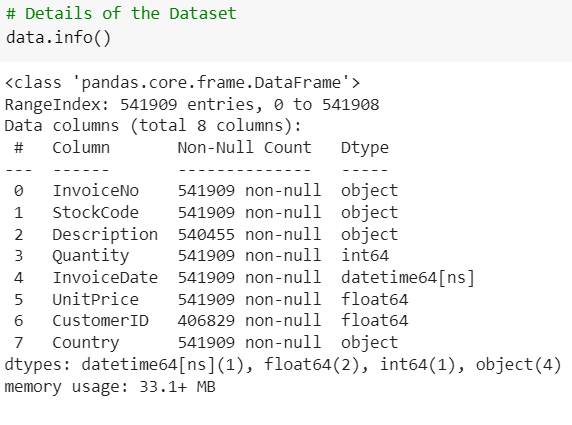 # Details of the Dataset
data.info()
<class 'pandas.core.frame.DataFrame'>
RangeIndex: 541909 entries, 0 to 541908
Data columns (total 8 columns):
 #   Column       Non-Null Count   Dtype
---  ------       --------------   -----
 0   InvoiceNo    541909 non-null  object
 1   StockCode    541909 non-null  object
 2   Description  540455 non-null  object
 3   Quantity     541909 non-null  int64
 4   InvoiceDate  541909 non-null  datetime64[ns]
 5   UnitPrice    541909 non-null  float64
 6   CustomerID   406829 non-null  float64
 7   Country      541909 non-null  object
dtypes: datetime64[ns](1), float64(2), int64(1), object(4)
memory usage: 33.1+ MB